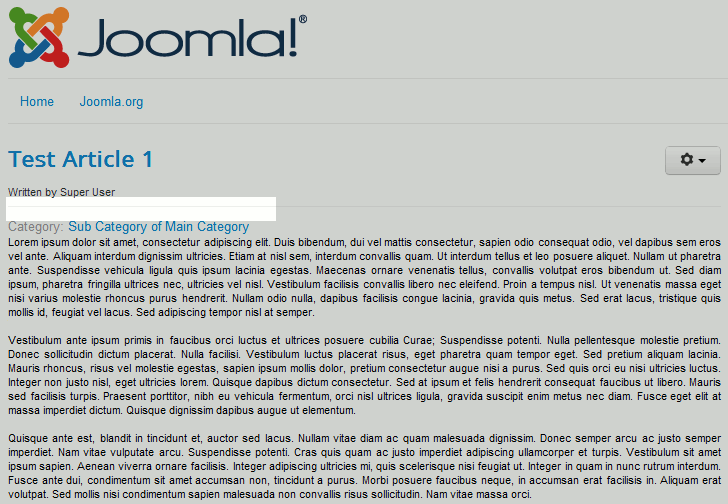 Joomla!®
Home Joomla.org
Test Article 1
Written by Super User
Category: Sub Category of Main Category
Lorem ipsum dolor sit amet, consectetur adipiscing elit. Duis bibendum, dui vel mattis consectetur, sapien odio consequat odio, vel dapibus sem eros
vel ante. Aliquam interdum dignissim ultricies. Etiam at nisl sem, interdum convallis quam. Ut interdum tellus et leo posuere aliquet. Nullam ut pharetra
ante. Suspendisse vehicula ligula quis ipsum lacinia egestas. Maecenas ornare venenatis tellus, convallis volutpat eros bibendum ut. Sed diam
ipsum, pharetra fringilla ultrices nec, ultricies vel nisl. Vestibulum facilisis convallis libero nec eleifend. Proin a tempus nisl. Ut venenatis massa eget
nisi varius molestie rhoncus purus hendrerit. Nullam odio nulla, dapibus facilisis congue lacinia, gravida quis metus. Sed erat lacus, tristique quis
mollis id, feugiat vel lacus. Sed adipiscing tempor nisl at semper.
Vestibulum ante ipsum primis in faucibus orci luctus et ultrices posuere cubilia Curae; Suspendisse potenti. Nulla pellentesque molestie pretium.
Donec sollicitudin dictum placerat. Nulla facilisi. Vestibulum luctus placerat risus, eget pharetra quam tempor eget. Sed pretium aliquam lacinia.
Mauris rhoncus, risus vel molestie egestas, sapien ipsum mollis dolor, pretium consectetur augue nisi a purus. Sed quis orci eu nisi ultricies luctus.
Integer non justo nisl, eget ultricies lorem. Quisque dapibus dictum consectetur. Sed at ipsum et felis hendrerit consequat faucibus ut libero. Mauris
sed facilisis turpis. Praesent porttitor, nibh eu vehicula fermentum, orci nisl ultrices ligula, gravida suscipit enim metus nec diam. Fusce eget elit at
massa imperdiet dictum. Quisque dignissim dapibus augue ut elementum.
Quisque ante est, blandit in tincidunt et, auctor sed lacus. Nullam vitae diam ac quam malesuada dignissim. Donec semper arcu ac justo semper
imperdiet. Nam vitae vulputate arcu. Suspendisse potenti. Cras quis quam ac justo imperdiet adipiscing ullamcorper et turpis. Vestibulum sit amet
ipsum sapien. Aenean viverra ornare facilisis. Integer adipiscing ultricies mi, quis scelerisque nisi feugiat ut. Integer in quam in nunc rutrum interdum.
Fusce ante dui, condimentum sit amet accumsan non, tincidunt a purus. Morbi posuere faucibus neque, in accumsan erat facilisis in. Aliquam erat
volutpat. Sed mollis nisi condimentum sapien malesuada non convallis risus sollicitudin. Nam vitae massa orci.